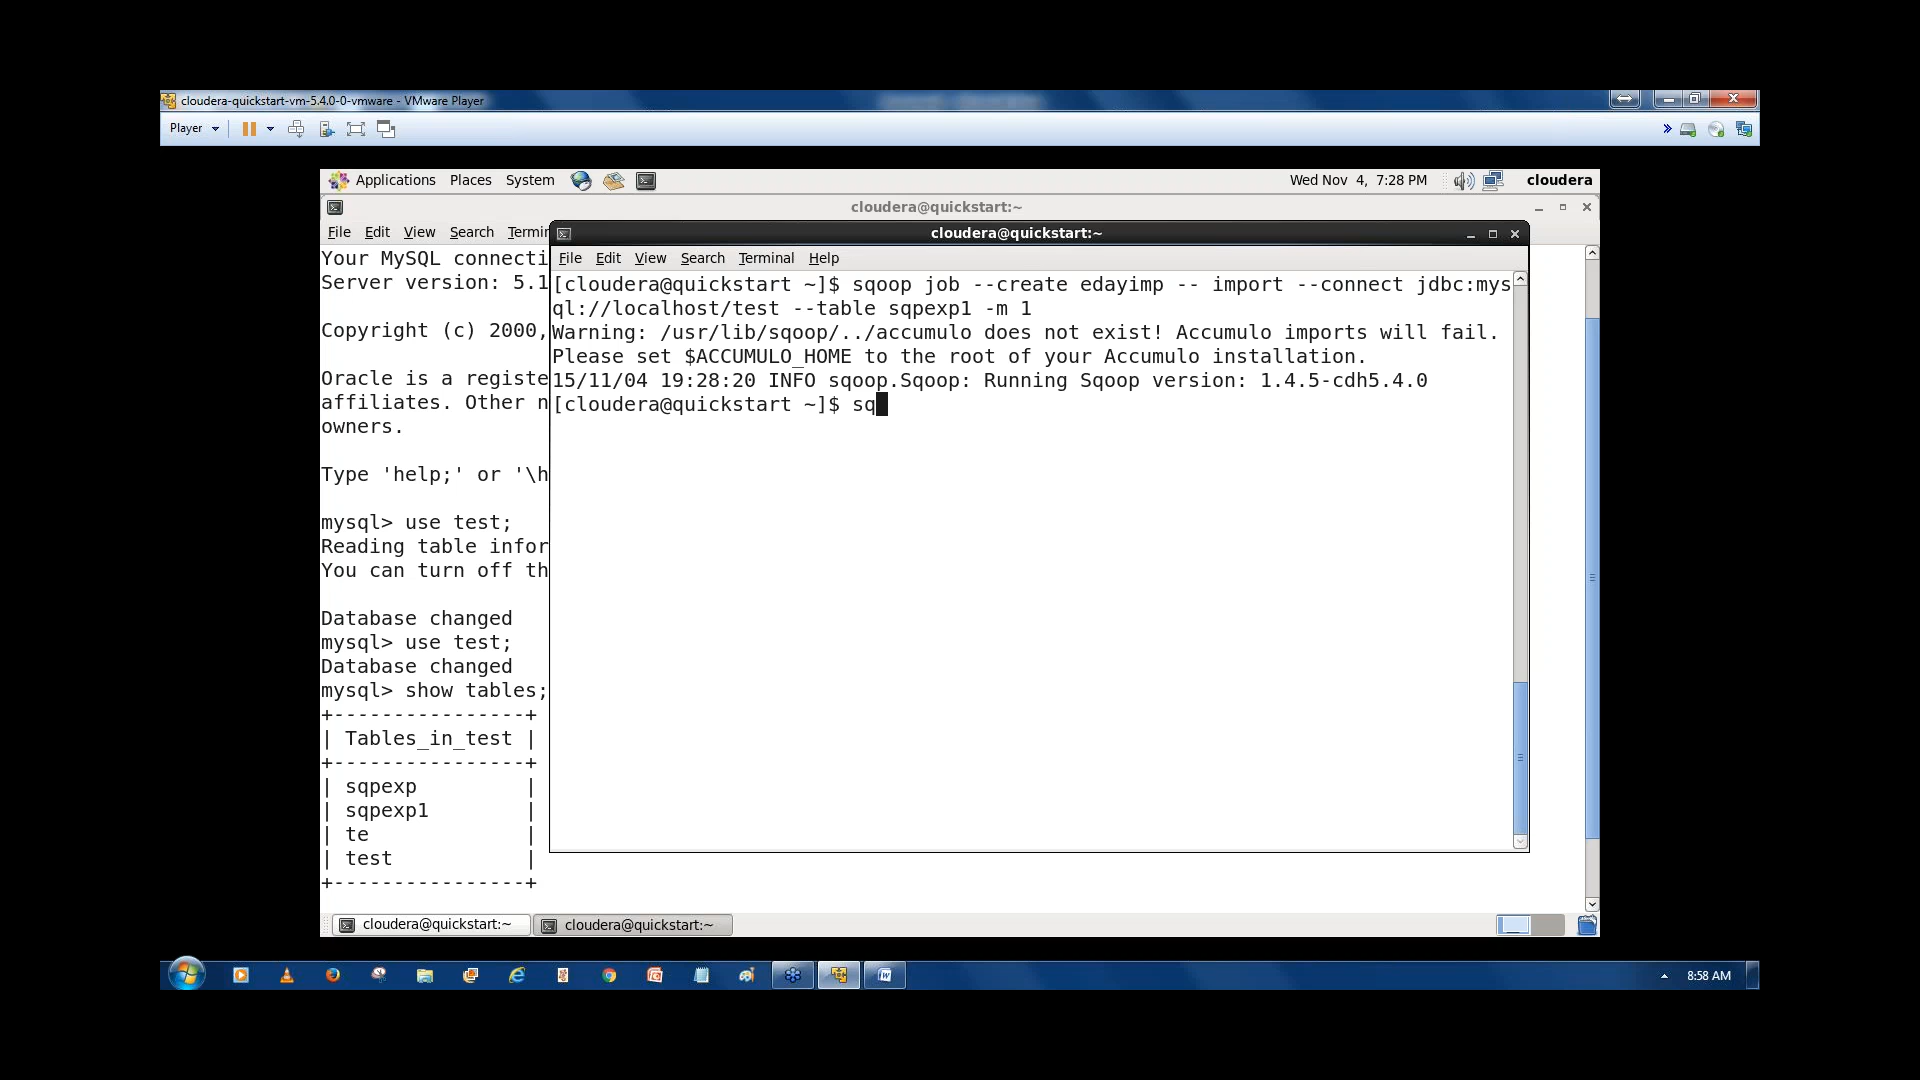 cloudera-quickstart-vm-5.4.0-0-vmware - VMware Player
Player
Applications Places System
Wed Nov 4, 7:28 PM
cloudera
cloudera@quickstart:~
File Edit View Search Termin
Your MySQL connecti
Server version: 5.1
Copyright (c) 2000,
Oracle is a registe
affiliates. Other n
owners.
Type 'help;' or '\h
mysql> use test;
Reading table infor
You can turn off th
Database changed
mysql> use test;
Database changed
mysql> show tables;
+----------------+
| Tables_in_test |
+----------------+
| sqpexp |
| sqpexp1 |
| te |
| test |
+----------------+
cloudera@quickstart:~
File Edit View Search Terminal Help
[cloudera@quickstart ~]$ sqoop job --create edayimp -- import --connect jdbc:mys
ql://localhost/test --table sqpexp1 -m 1
Warning: /usr/lib/sqoop/../accumulo does not exist! Accumulo imports will fail.
Please set $ACCUMULO_HOME to the root of your Accumulo installation.
15/11/04 19:28:20 INFO sqoop.Sqoop: Running Sqoop version: 1.4.5-cdh5.4.0
[cloudera@quickstart ~]$ sq
cloudera@quickstart:~
cloudera@quickstart:~
8:58 AM